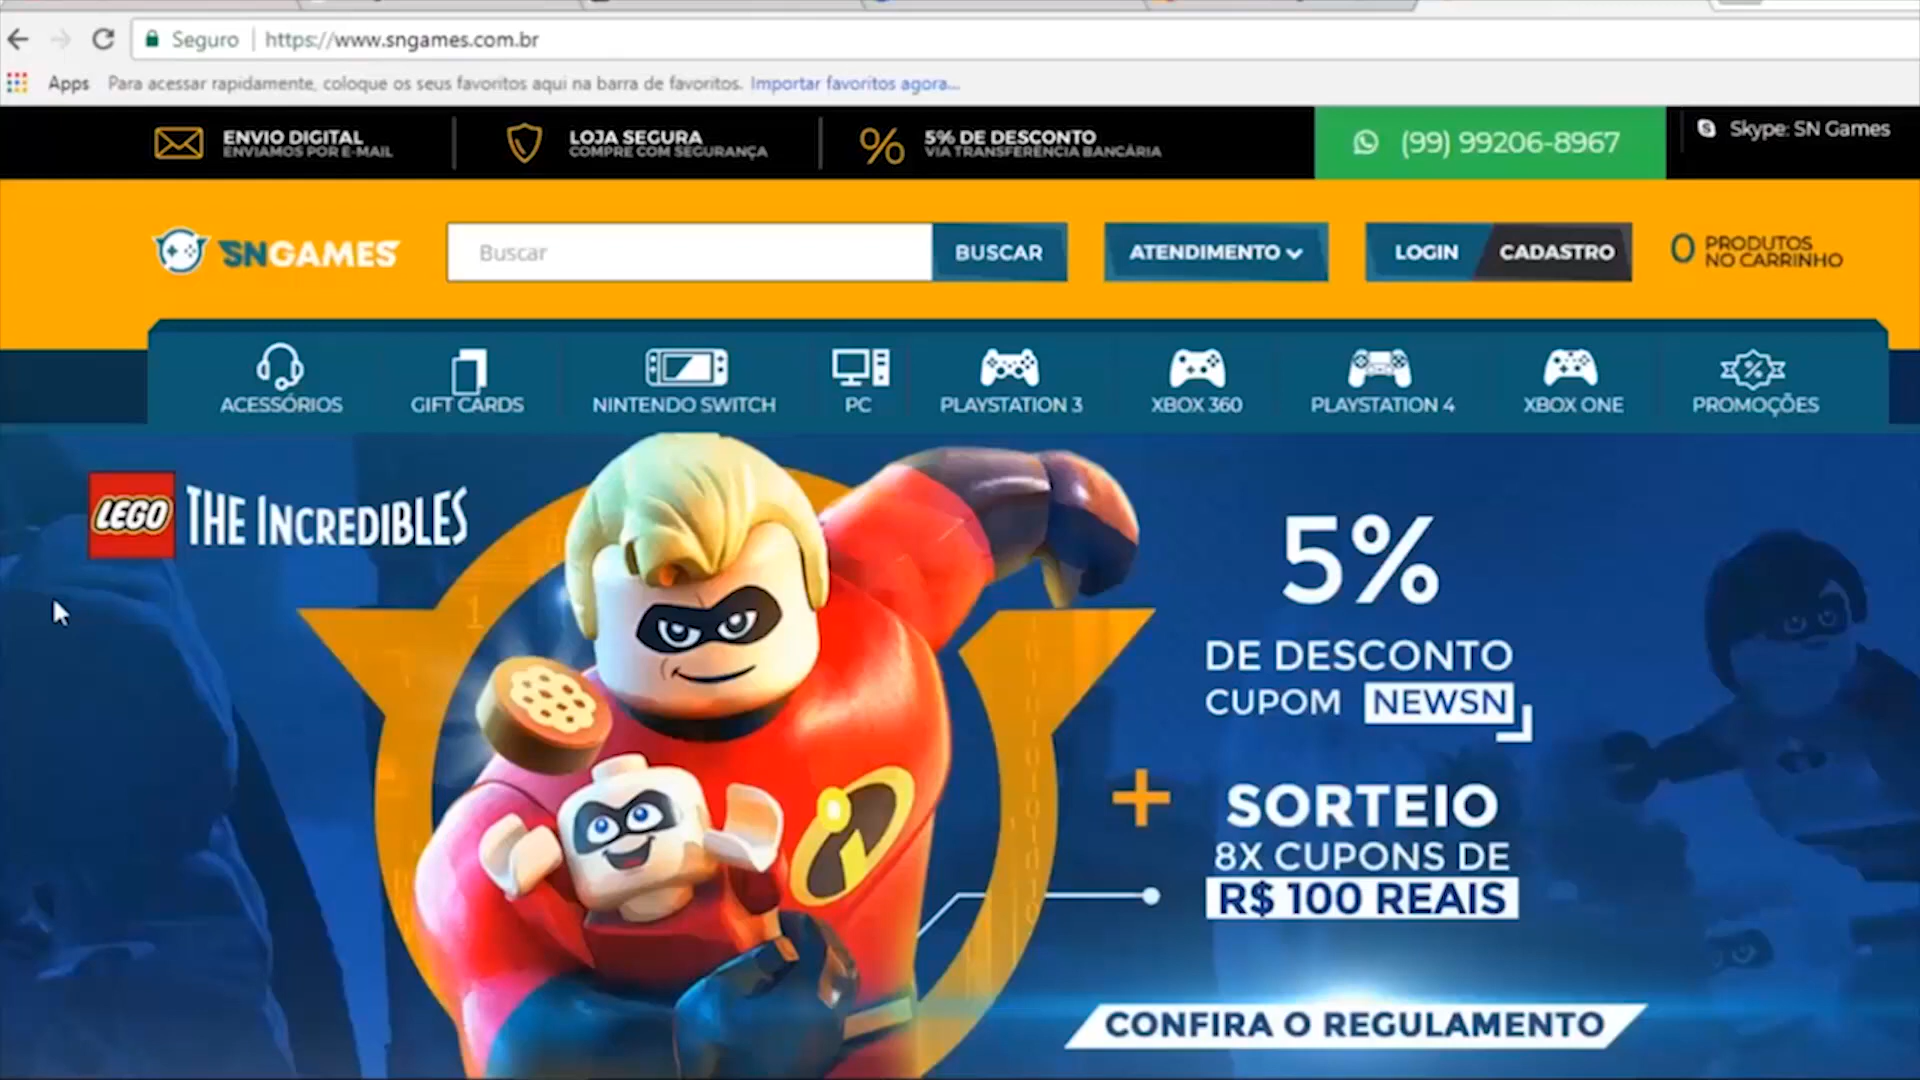 Seguro | https://www.sngames.com.br
Apps Para acessar rapidamente, coloque os seus favoritos aqui na barra de favoritos. Importar favoritos agora...
ENVIO DIGITAL
ENVIAMOS POR E-MAIL
LOJA SEGURA
COMPRE COM SEGURANÇA
5% DE DESCONTO
VIA TRANSFERENCIA BANCÁRIA
(99) 99206-8967
Skype: SN Games
SNGAMES
Buscar
BUSCAR
ATENDIMENTO
LOGIN
CADASTRO
0 PRODUTOS
NO CARRINHO
ACESSÓRIOS
GIFT CARDS
NINTENDO SWITCH
PC
PLAYSTATION 3
XBOX 360
PLAYSTATION 4
XBOX ONE
PROMOÇÕES
LEGO THE INCREDIBLES
5%
DE DESCONTO
CUPOM NEWSN
+ SORTEIO
8X CUPONS DE
R$ 100 REAIS
CONFIRA O REGULAMENTO